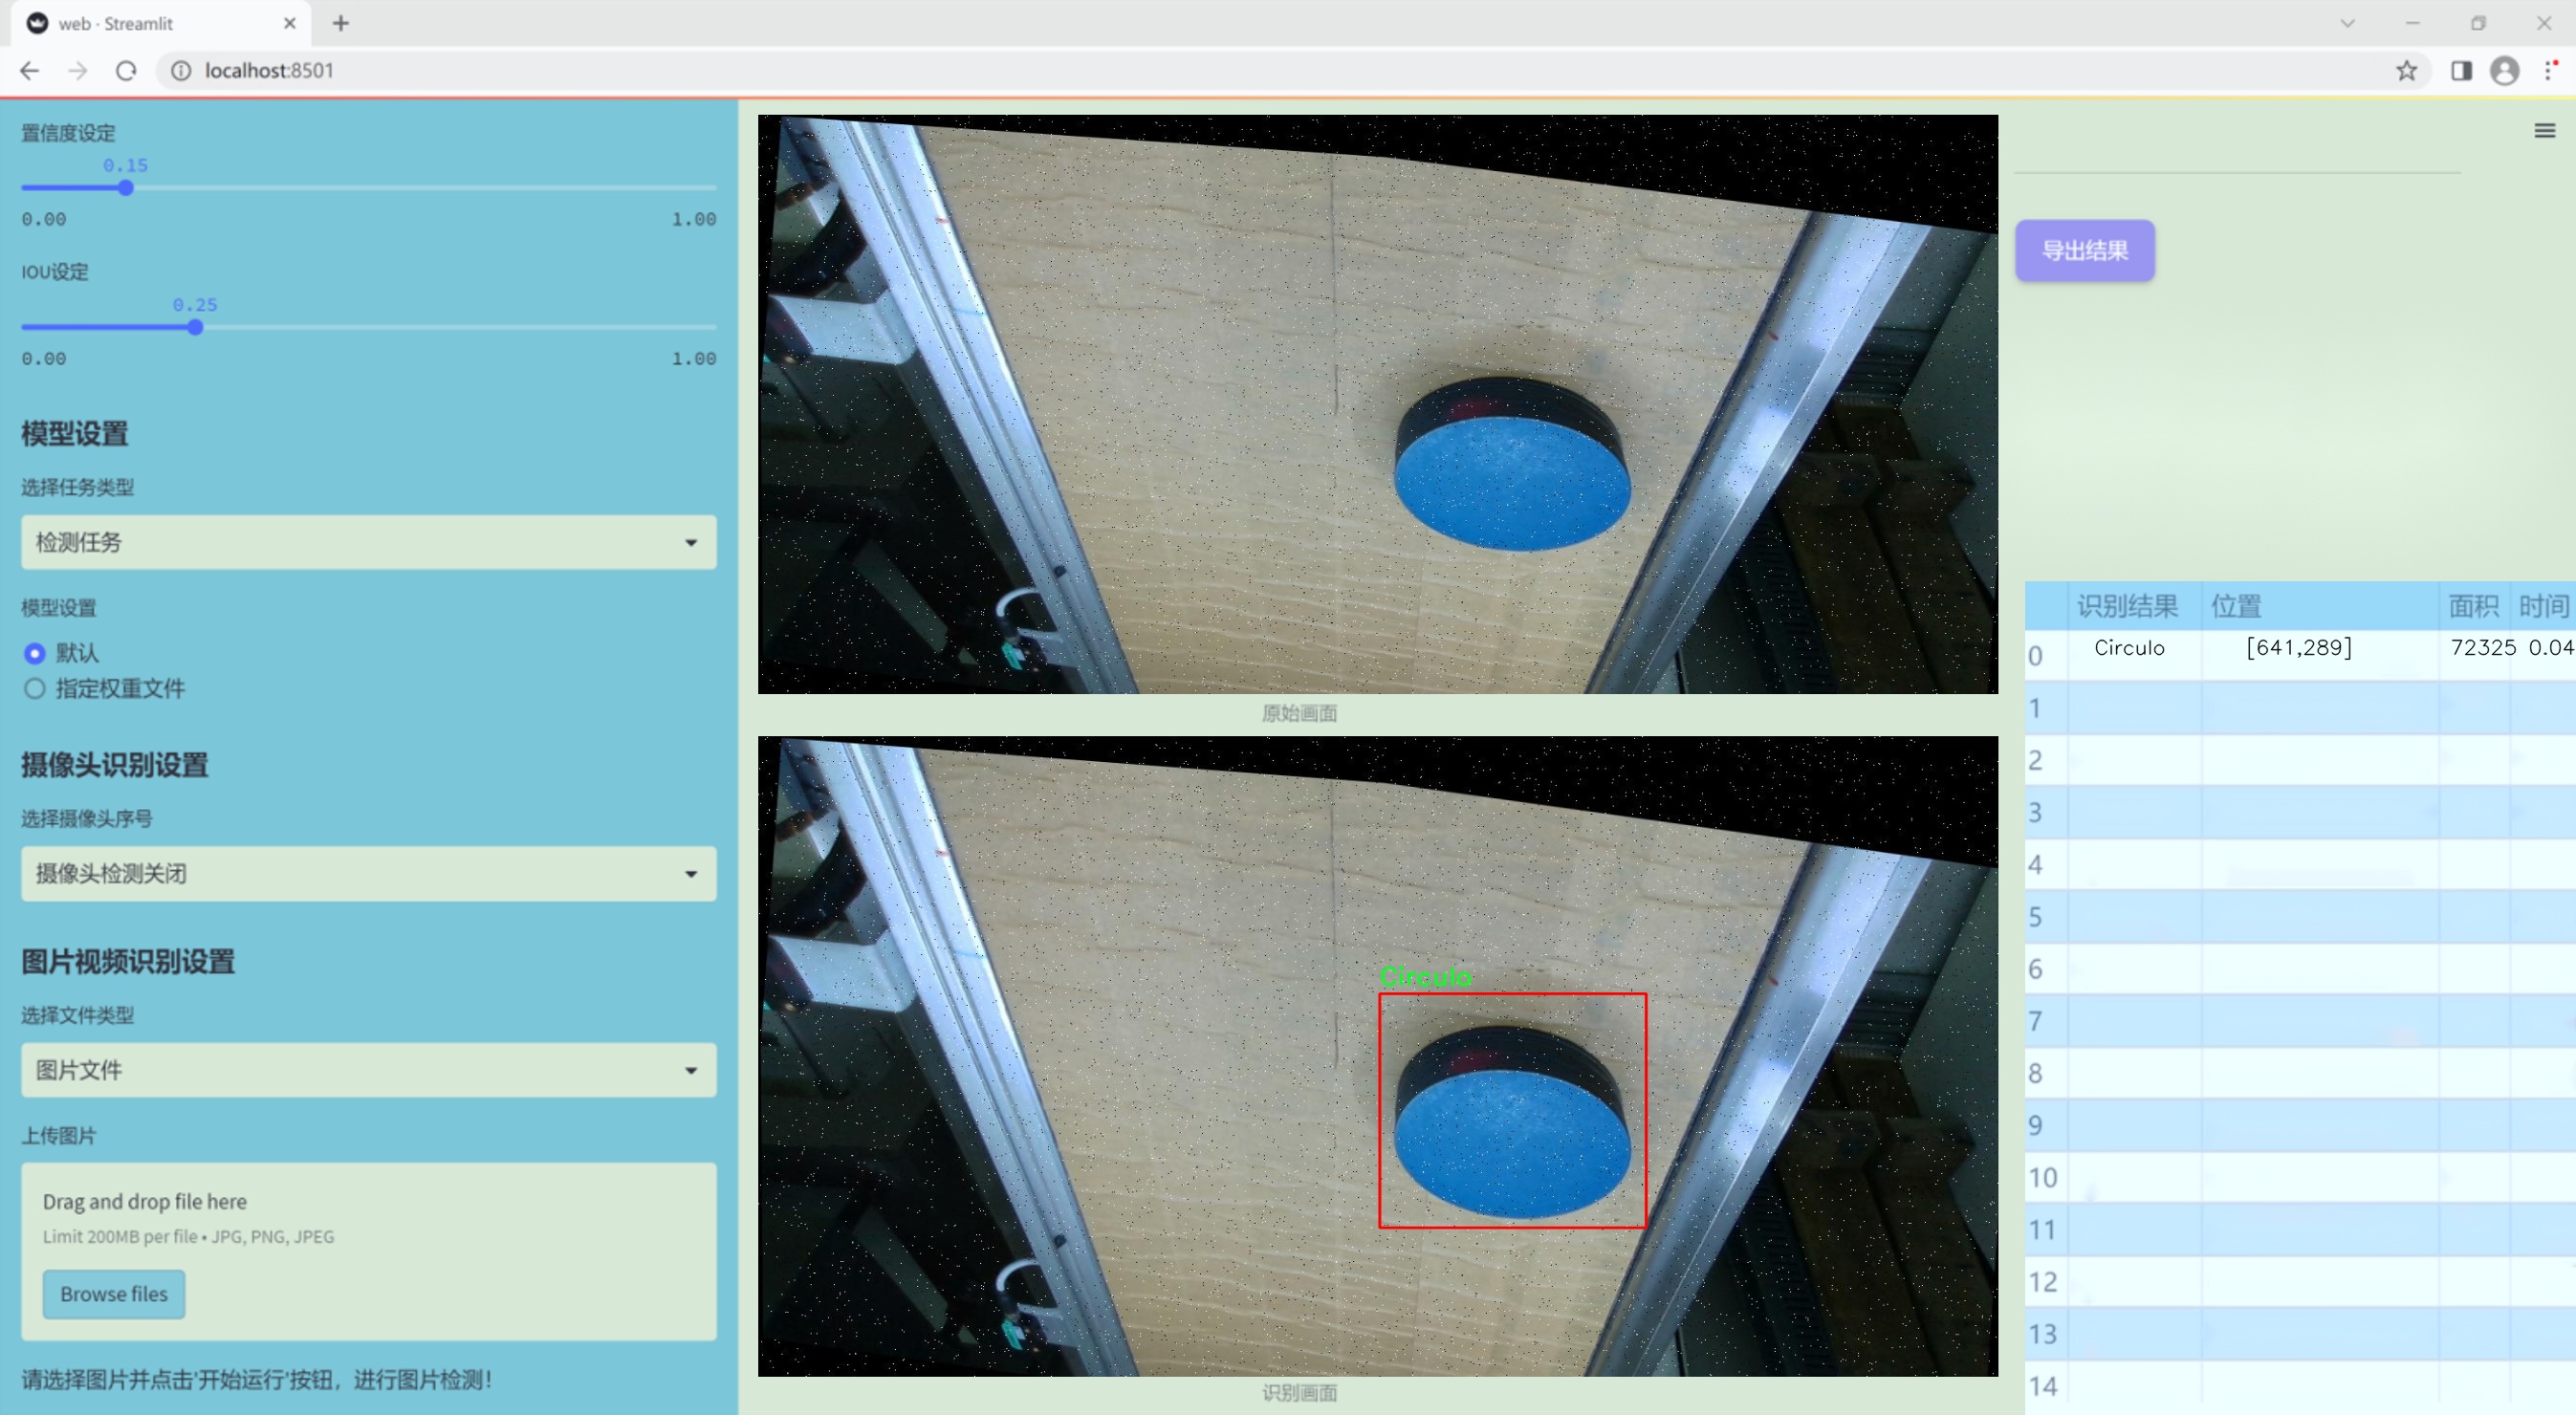 web · Streamlit
localhost:8501
置信度设定
0.15
0.00 1.00
IOU设定
0.25
0.00 1.00
模型设置
选择任务类型
检测任务
模型设置
默认
指定权重文件
摄像头识别设置
选择摄像头序号
摄像头检测关闭
图片视频识别设置
选择文件类型
图片文件
上传图片
Drag and drop file here
Limit 200MB per file • JPG, PNG, JPEG
Browse files
请选择图片并点击'开始运行'按钮，进行图片检测！
原始画面
Circulo
识别画面
导出结果
识别结果 位置 面积 时间
0 Circulo [641,289] 72325 0.04
1
2
3
4
5
6
7
8
9
10
11
12
13
14